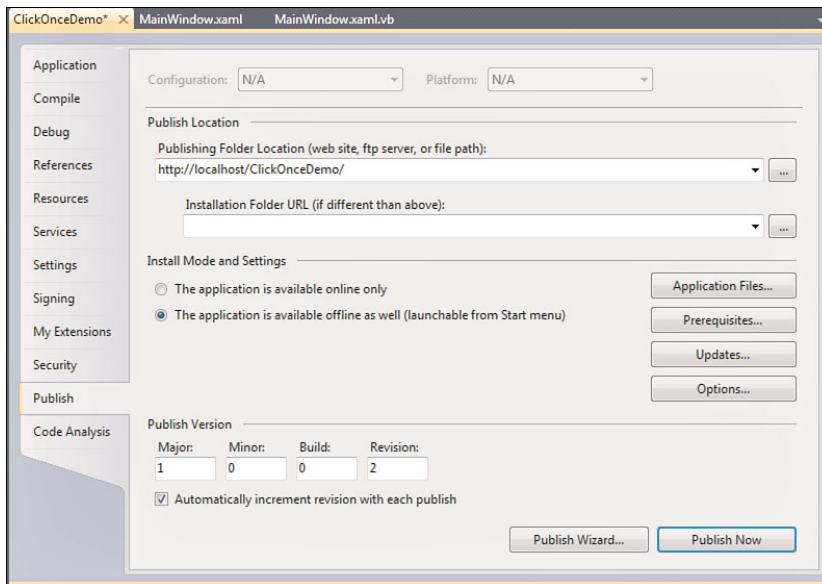 ClickOnceDemo* × MainWindow.xaml MainWindow.xaml.vb
Application
Compile
Debug
References
Resources
Services
Settings
Signing
My Extensions
Security
Publish
Code Analysis
Configuration: N/A Platform: N/A
Publish Location
Publishing Folder Location (web site, ftp server, or file path):
http://localhost/ClickOnceDemo/
...
Installation Folder URL (if different than above):
...
Install Mode and Settings
The application is available online only
The application is available offline as well (launchable from Start menu)
Application Files...
Prerequisites...
Updates...
Options...
Publish Version
Major: Minor: Build: Revision:
1 0 0 2
Automatically increment revision with each publish
Publish Wizard... Publish Now